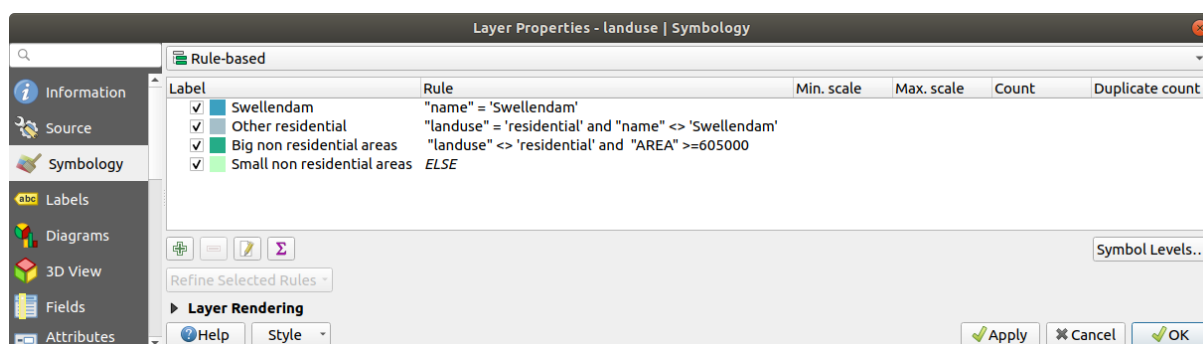 Layer Properties - landuse | Symbology
Rule-based
Information
Source
Symbology
Labels
Diagrams
3D View
Fields
Attributes
Label Rule Min. scale Max. scale Count Duplicate count
Swellendam "name" = 'Swellendam'
Other residential "landuse" = 'residential' and "name" <> 'Swellendam'
Big non residential areas "landuse" <> 'residential' and "AREA" >=605000
Small non residential areas ELSE
Symbol Levels..
Refine Selected Rules
Layer Rendering
Help Style Apply Cancel OK
abc